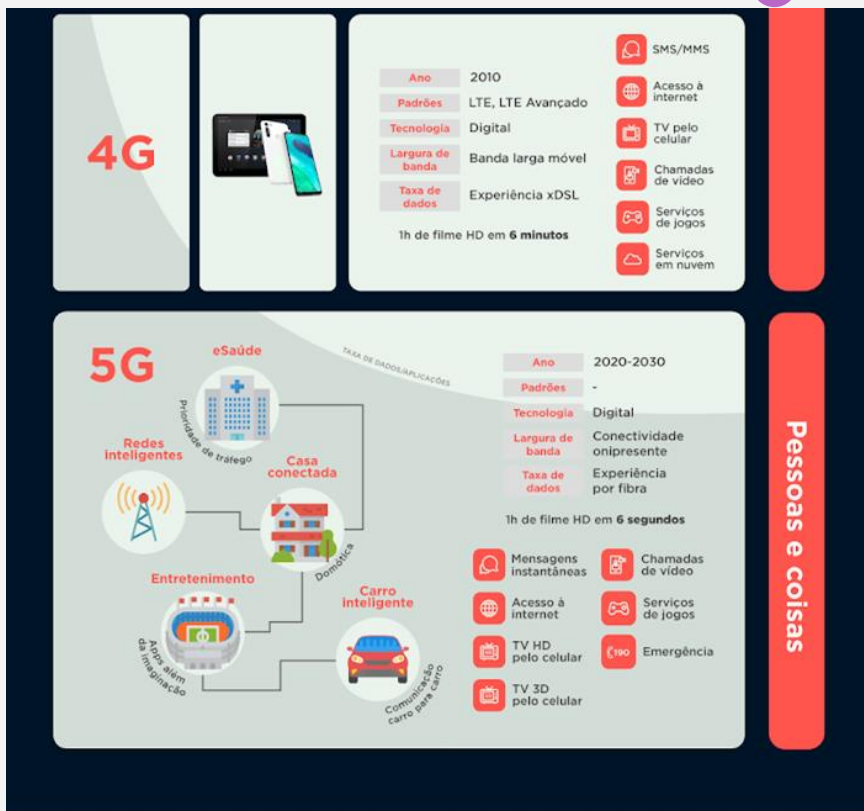 4G
Ano 2010
Padrões LTE, LTE Avançado
Tecnologia Digital
Largura de
banda
Banda larga móvel
Taxa de
dados
Experiência xDSL
1h de filme HD em 6 minutos
SMS/MMS
Acesso à
internet
TV pelo
celular
Chamadas
de vídeo
Serviços
de jogos
Serviços
em nuvem
5G
eSaúde
Prioridade de tráfego
Redes
inteligentes
Casa
conectada
Domótica
Entretenimento
Apps além
da imaginação
Carro
inteligente
Comunicação
carro para carro
TAXA DE DADOS/APLICAÇÕES
Ano 2020-2030
Padrões -
Tecnologia Digital
Largura de
banda
Conectividade
onipresente
Taxa de
dados
Experiência
por fibra
1h de filme HD em 6 segundos
Mensagens
instantâneas
Acesso à
internet
TV HD
pelo celular
TV 3D
pelo celular
Chamadas
de vídeo
Serviços
de jogos
190 Emergência
Pessoas e coisas